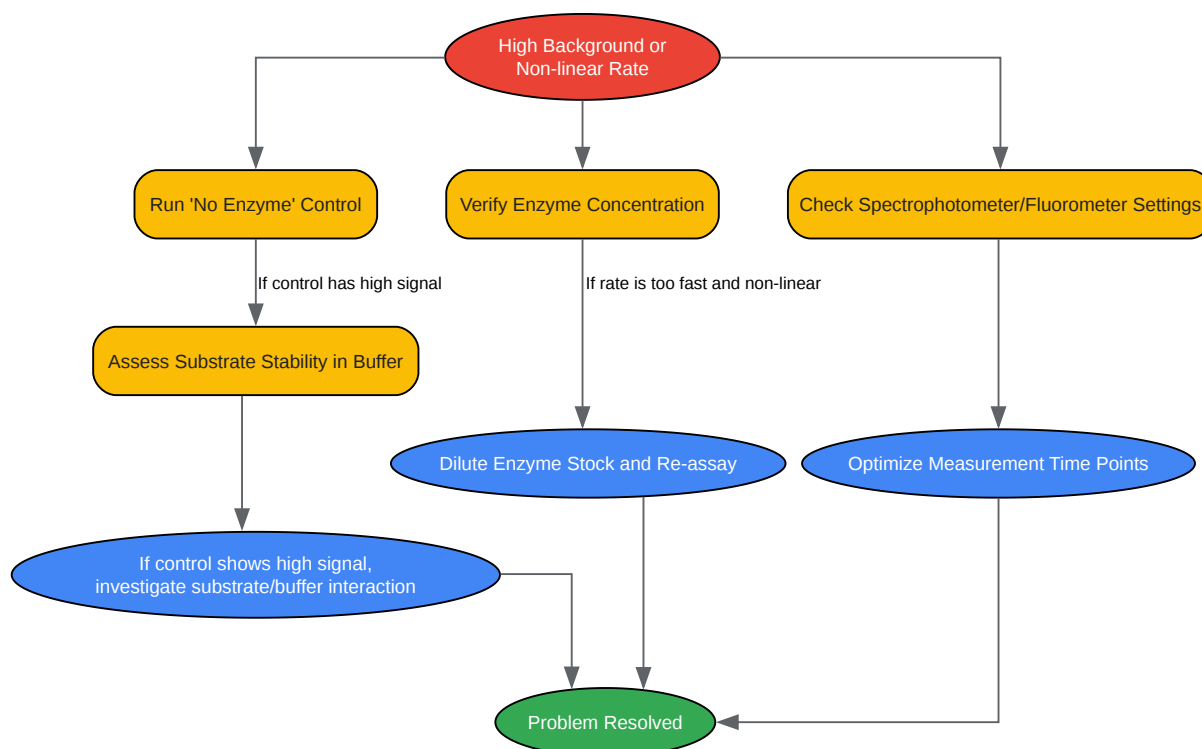 High Background or
Non-linear Rate
Run 'No Enzyme' Control
Verify Enzyme Concentration
Check Spectrophotometer/Fluorometer Settings
If control has high signal
If rate is too fast and non-linear
Assess Substrate Stability in Buffer
Dilute Enzyme Stock and Re-assay
Optimize Measurement Time Points
If control shows high signal,
investigate substrate/buffer interaction
Problem Resolved